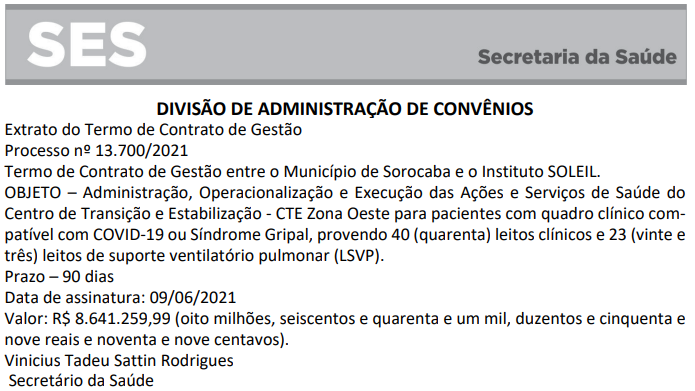 SES
Secretaria da Saúde
DIVISÃO DE ADMINISTRAÇÃO DE CONVÊNIOS
Extrato do Termo de Contrato de Gestão
Processo nº 13.700/2021
Termo de Contrato de Gestão entre o Município de Sorocaba e o Instituto SOLEIL.
OBJETO – Administração, Operacionalização e Execução das Ações e Serviços de Saúde do
Centro de Transição e Estabilização - CTE Zona Oeste para pacientes com quadro clínico com-
patível com COVID-19 ou Síndrome Gripal, provendo 40 (quarenta) leitos clínicos e 23 (vinte e
três) leitos de suporte ventilatório pulmonar (LSVP).
Prazo – 90 dias
Data de assinatura: 09/06/2021
Valor: R$ 8.641.259,99 (oito milhões, seiscentos e quarenta e um mil, duzentos e cinquenta e
nove reais e noventa e nove centavos).
Vinicius Tadeu Sattin Rodrigues
Secretário da Saúde